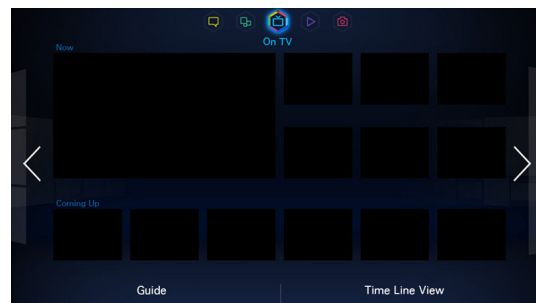 On TV
Now
Coming Up
Guide
Time Line View